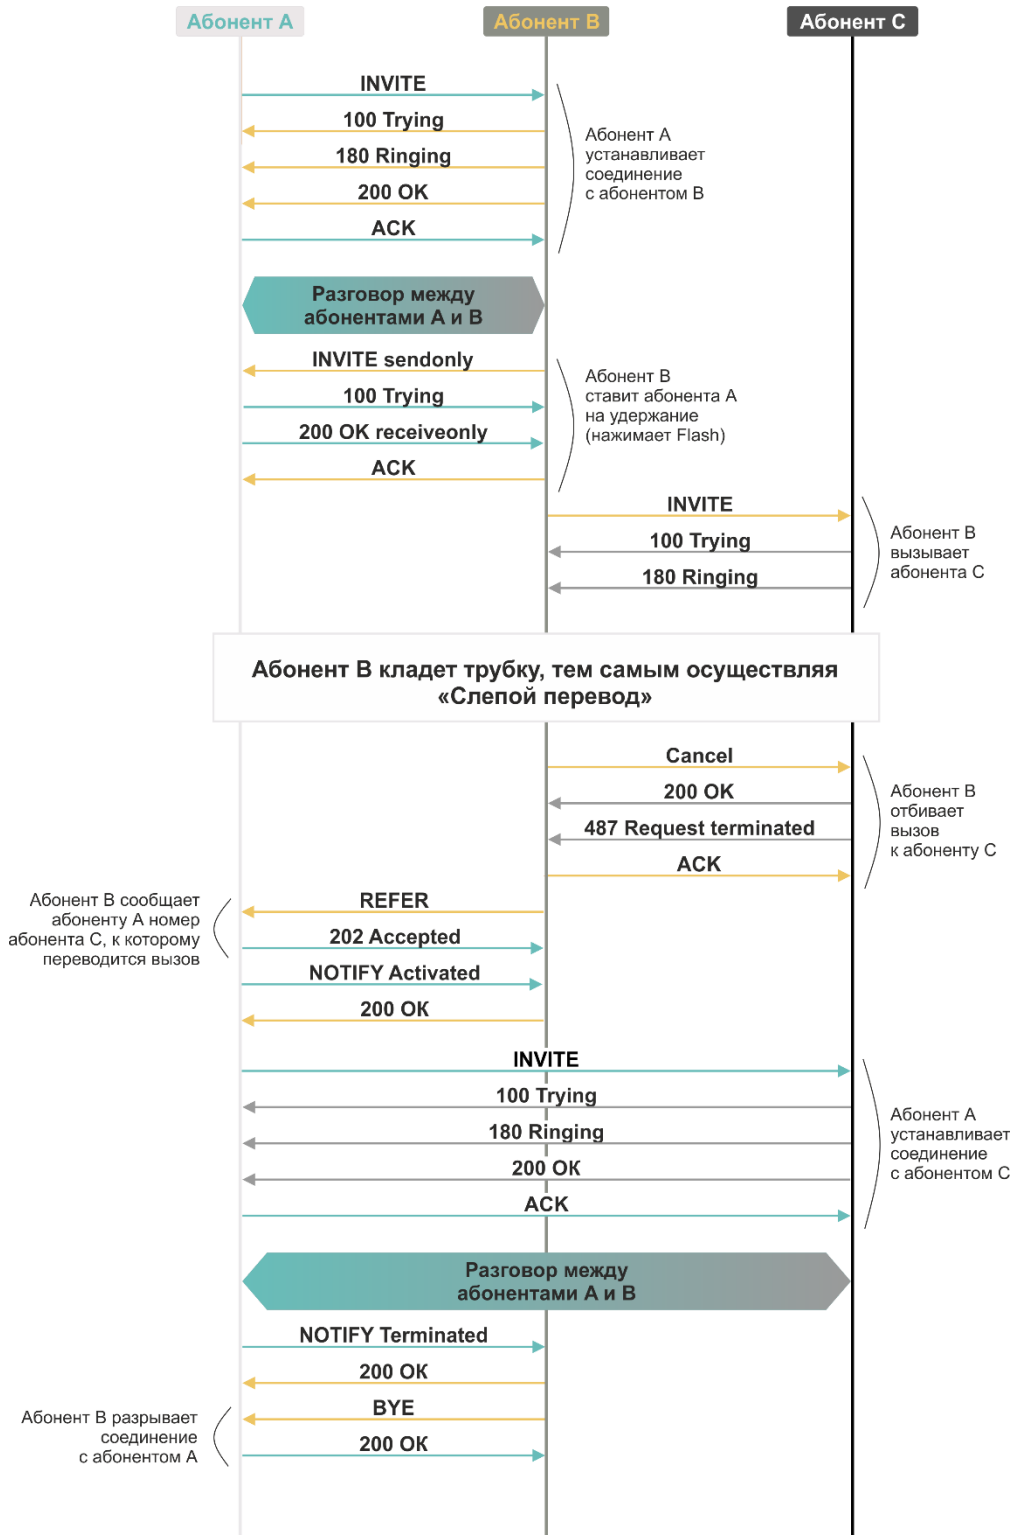 Абонент A
Абонент B
Абонент C
INVITE
100 Trying
180 Ringing
200 OK
ACK
Абонент A
устанавливает
соединение
с абонентом B
Разговор между
абонентами A и B
INVITE sendonly
100 Trying
200 OK receiveonly
ACK
Абонент B
ставит абонента A
на удержание
(нажимает Flash)
INVITE
100 Trying
180 Ringing
Абонент B
вызывает
абонента C
Абонент B кладет трубку, тем самым осуществляя
«Слепой перевод»
Cancel
200 OK
487 Request terminated
ACK
Абонент B
отбивает
вызов
к абоненту C
REFER
202 Accepted
Абонент B сообщает
абоненту A номер
абонента C, к которому
переводится вызов
NOTIFY Activated
200 OK
INVITE
100 Trying
180 Ringing
200 OK
ACK
Абонент A
устанавливает
соединение
с абонентом C
Разговор между
абонентами A и B
NOTIFY Terminated
200 OK
BYE
200 OK
Абонент B разрывает
соединение
с абонентом A